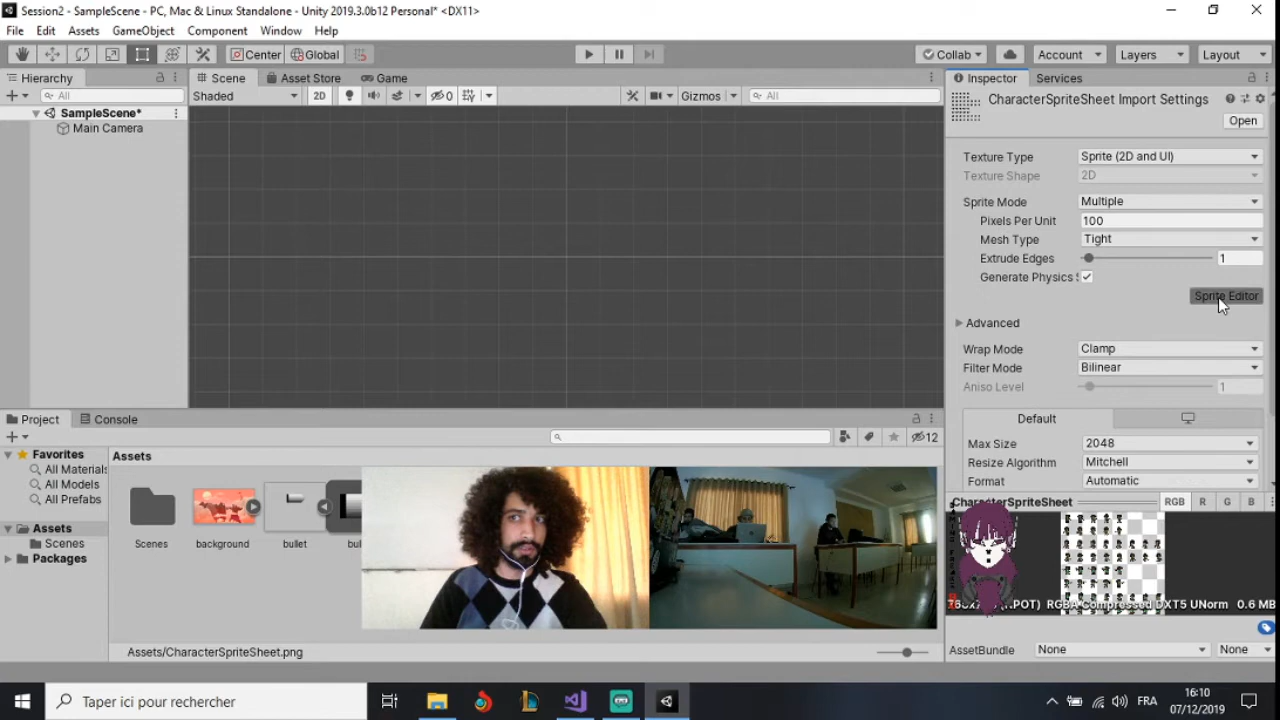 Session2 - SampleScene - PC, Mac & Linux Standalone - Unity 2019.3.0b12 Personal* <DX11>
File Edit Assets GameObject Component Window Help
Center Global Collab Account Layers Layout
Hierarchy Scene Asset Store Game Inspector Services
All Shaded 2D 0 Gizmos All
SampleScene*
Main Camera
CharacterSpriteSheet Import Settings
Open
Texture Type Sprite (2D and UI)
Texture Shape 2D
Sprite Mode Multiple
Pixels Per Unit 100
Mesh Type Tight
Extrude Edges 1
Generate Physics S
Sprite Editor
Advanced
Wrap Mode Clamp
Filter Mode Bilinear
Aniso Level 1
Default
Max Size 2048
Resize Algorithm Mitchell
Format Automatic
Project Console
12
Favorites
All Materials
All Models
All Prefabs
Assets
Scenes
Packages
Assets
Scenes background bullet bul
Assets/CharacterSpriteSheet.png
CharacterSpriteSheet RGB R G B
RGBA Compressed DXT5 UNorm 0.6 MB
AssetBundle None None
Taper ici pour rechercher
FRA
16:10
07/12/2019